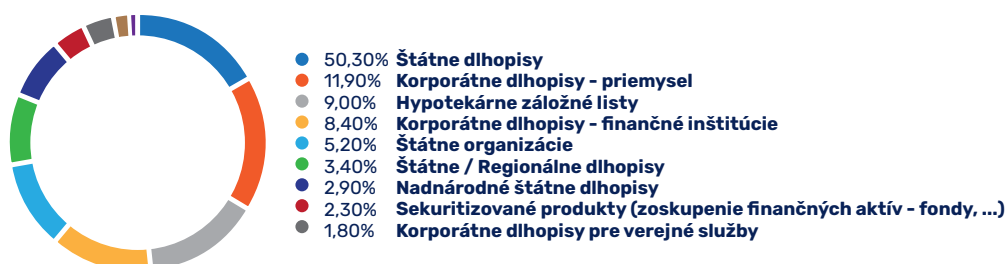 50,30% Štátne dlhopisy
11,90% Korporátne dlhopisy - priemysel
9,00% Hypotekárne záložné listy
8,40% Korporátne dlhopisy - finančné inštitúcie
5,20% Štátne organizácie
3,40% Štátne / Regionálne dlhopisy
2,90% Nadnárodné štátne dlhopisy
2,30% Sekuritizované produkty (zoskupenie finančných aktív - fondy, ...)
1,80% Korporátne dlhopisy pre verejné služby